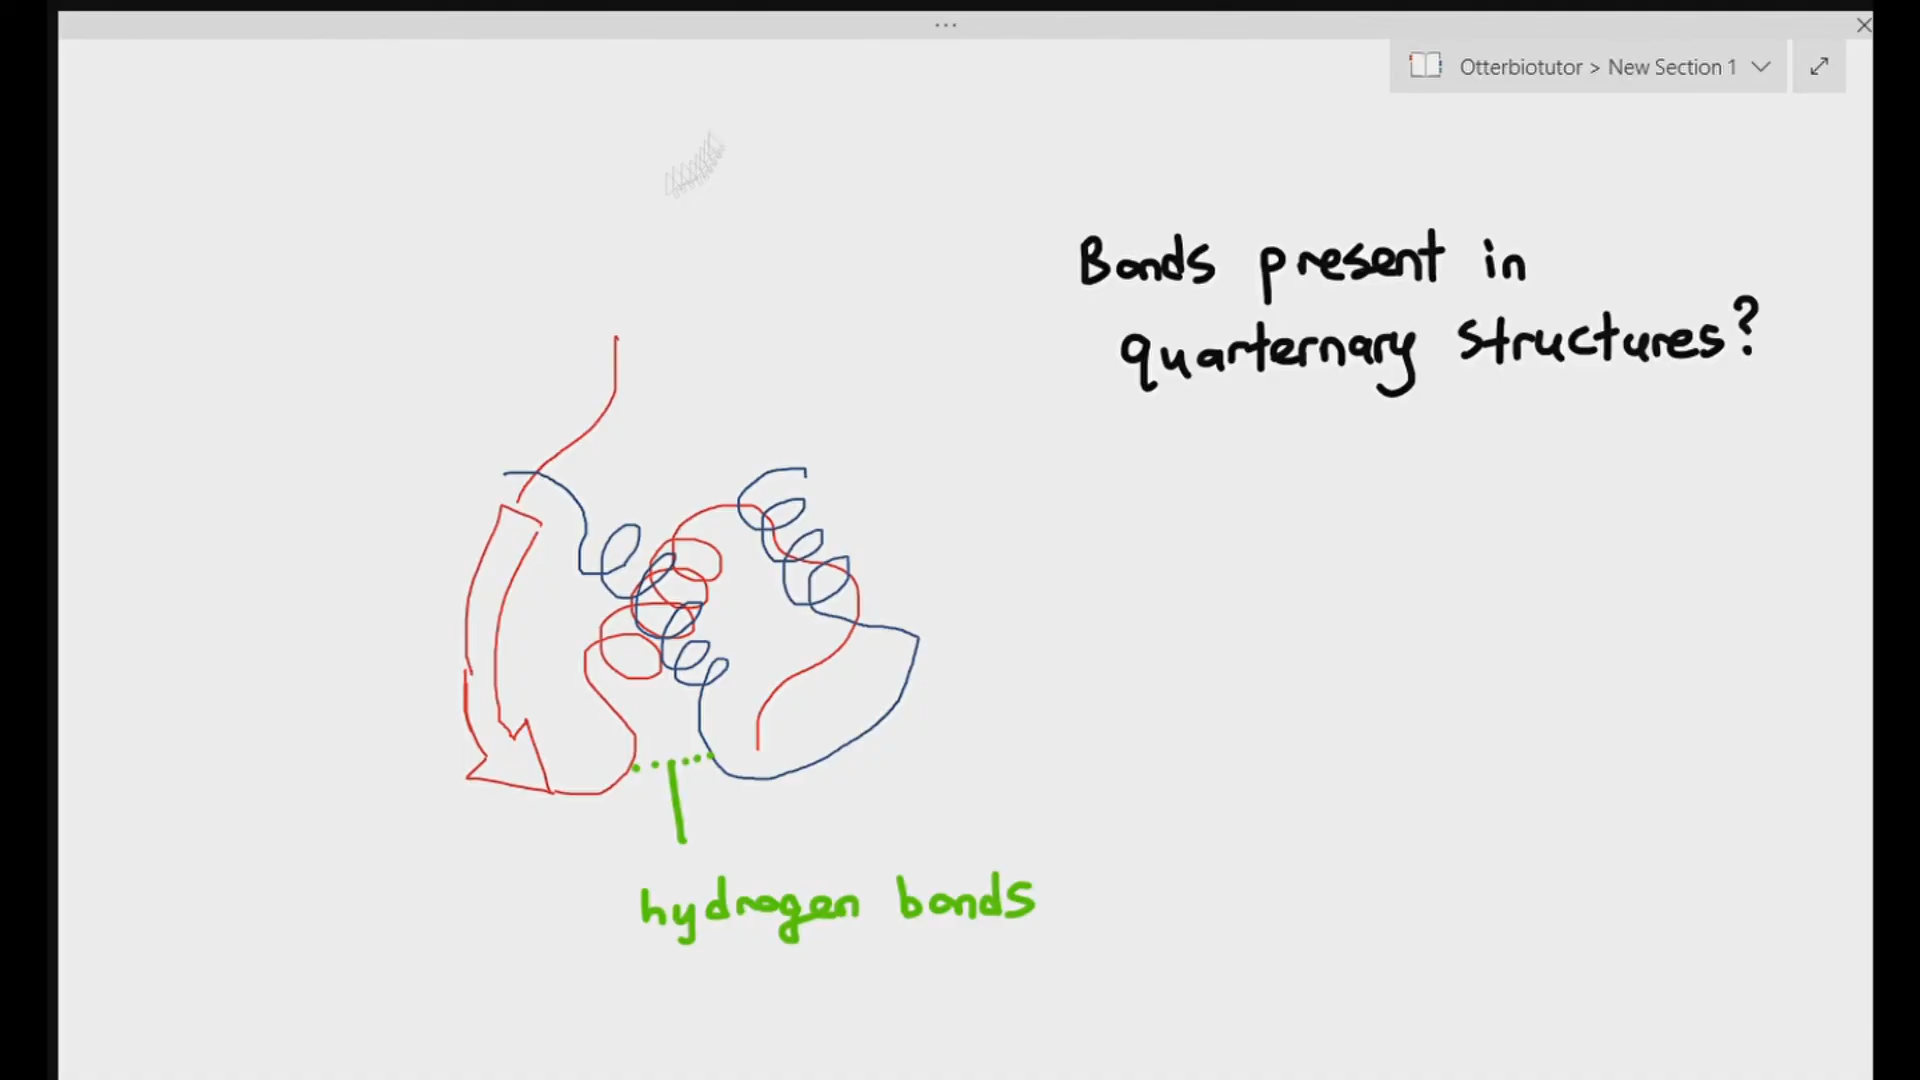 Otterbiotutor > New Section 1
Bonds present in
quarternary structures?
hydrogen bonds